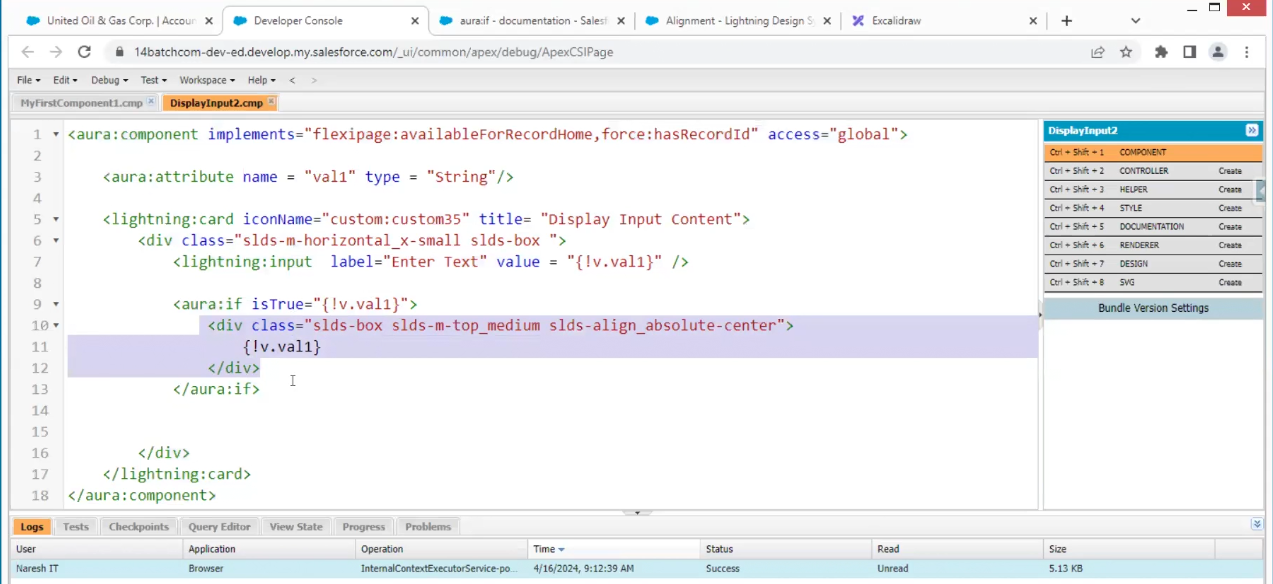 United Oil & Gas Corp. | Accoun
Developer Console
aura:if - documentation - Salesf
Alignment - Lightning Design S
Excalidraw
14batchcom-dev-ed.develop.my.salesforce.com/_ui/common/apex/debug/ApexCSIPage
File Edit Debug Test Workspace Help < >
MyFirstComponent1.cmp DisplayInput2.cmp
1 <aura:component implements="flexipage:availableForRecordHome,force:hasRecordId" access="global">
2
3 <aura:attribute name = "val1" type = "String"/>
4
5 <lightning:card iconName="custom:custom35" title= "Display Input Content">
6 <div class="slds-m-horizontal_x-small slds-box ">
7 <lightning:input  label="Enter Text" value = "{!v.val1}" />
8
9 <aura:if isTrue="{!v.val1}">
10 <div class="slds-box slds-m-top_medium slds-align_absolute-center">
11 {!v.val1}
12 </div>
13 </aura:if>
14
15
16 </div>
17 </lightning:card>
18 </aura:component>
DisplayInput2
Ctrl + Shift + 1 COMPONENT
Ctrl + Shift + 2 CONTROLLER Create
Ctrl + Shift + 3 HELPER Create
Ctrl + Shift + 4 STYLE Create
Ctrl + Shift + 5 DOCUMENTATION Create
Ctrl + Shift + 6 RENDERER Create
Ctrl + Shift + 7 DESIGN Create
Ctrl + Shift + 8 SVG Create
Bundle Version Settings
Logs Tests Checkpoints Query Editor View State Progress Problems
User Application Operation Time Status Read Size
Naresh IT Browser InternalContextExecutorService-po... 4/16/2024, 9:12:39 AM Success Unread 5.13 KB